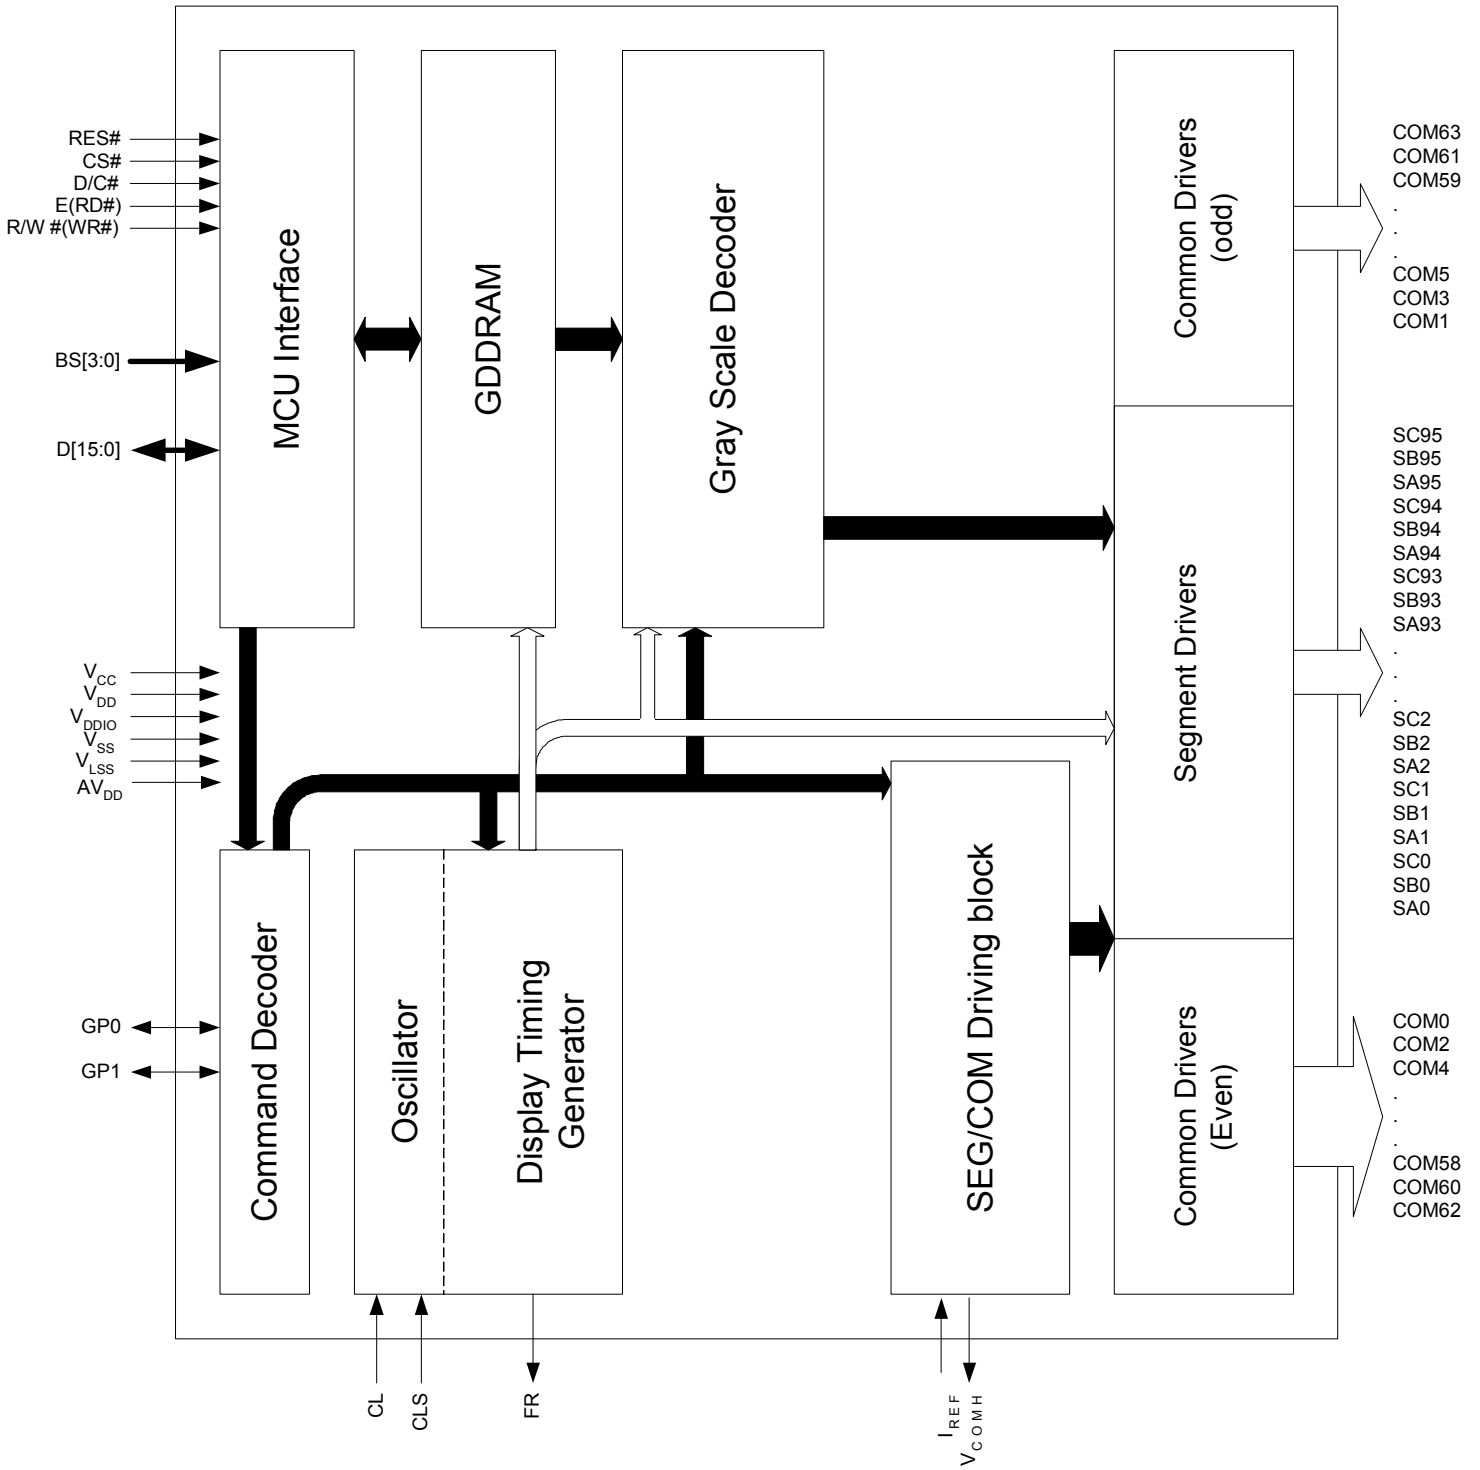 RES#
CS#
D/C#
E(RD#)
R/W #(WR#)
BS[3:0]
D[15:0]
VCC
VDD
VDDIO
VSS
VLSS
AVDD
GP0
GP1
MCU Interface
GDDRAM
Gray Scale Decoder
Command Decoder
Oscillator
Display Timing
Generator
SEG/COM Driving block
Common Drivers
(odd)
Segment Drivers
Common Drivers
(Even)
CL
CLS
FR
IREF
VCOMH
COM63
COM61
COM59
.
.
.
COM5
COM3
COM1
SC95
SB95
SA95
SC94
SB94
SA94
SC93
SB93
SA93
.
.
.
SC2
SB2
SA2
SC1
SB1
SA1
SC0
SB0
SA0
COM0
COM2
COM4
.
.
.
COM58
COM60
COM62